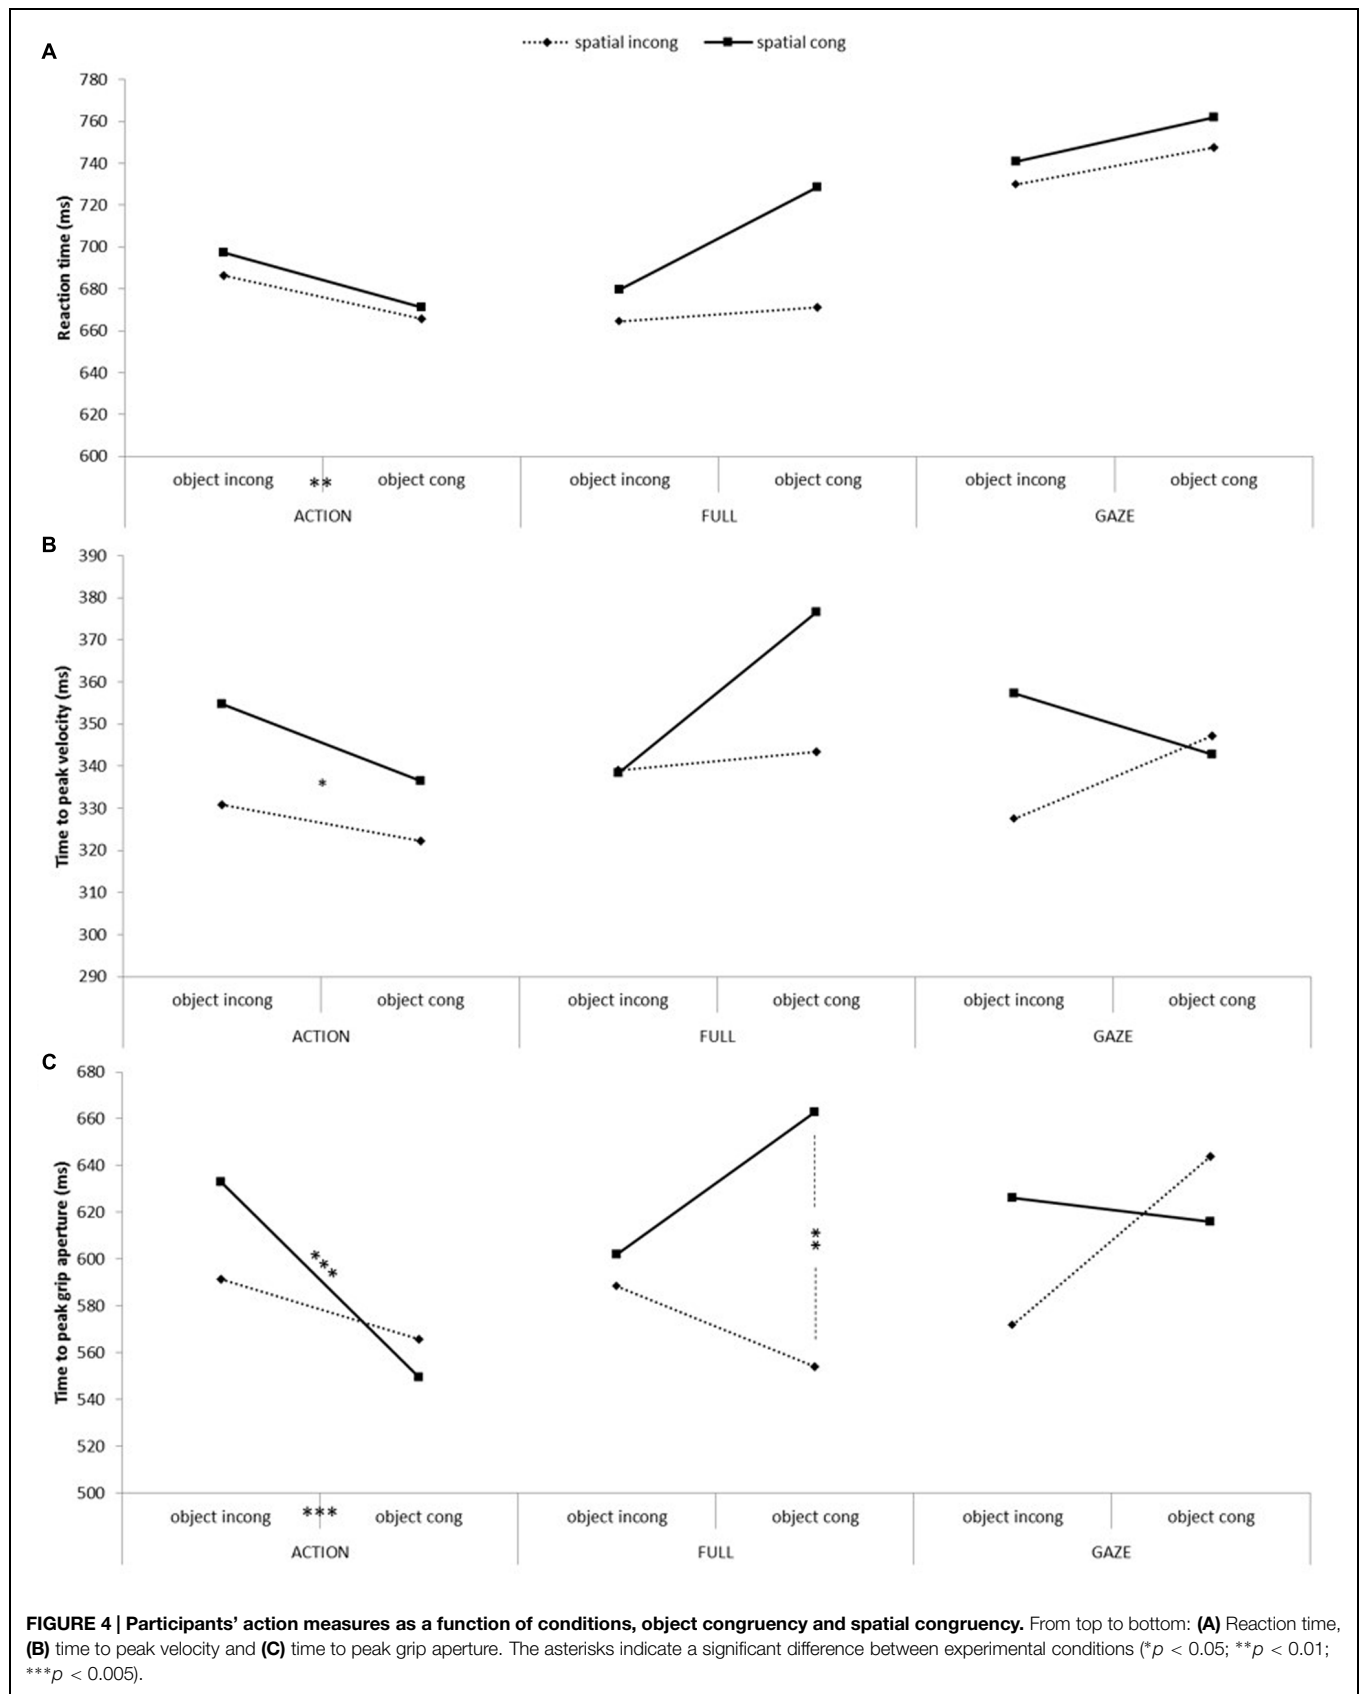 A
spatial incong spatial cong
780
760
740
720
700
680
660
640
620
600
Reaction time (ms)
object incong ** object cong object incong object cong object incong object cong
ACTION FULL GAZE
B
390
380
370
360
350
340
330
320
310
300
290
Time to peak velocity (ms)
*
object incong object cong object incong object cong object incong object cong
ACTION FULL GAZE
C
680
660
640
620
600
580
560
540
520
500
Time to peak grip aperture (ms)
***
**
object incong *** object cong object incong object cong object incong object cong
ACTION FULL GAZE
FIGURE 4 | Participants’ action measures as a function of conditions, object congruency and spatial congruency. From top to bottom: (A) Reaction time,
(B) time to peak velocity and (C) time to peak grip aperture. The asterisks indicate a significant difference between experimental conditions (*p < 0.05; **p < 0.01;
***p < 0.005).